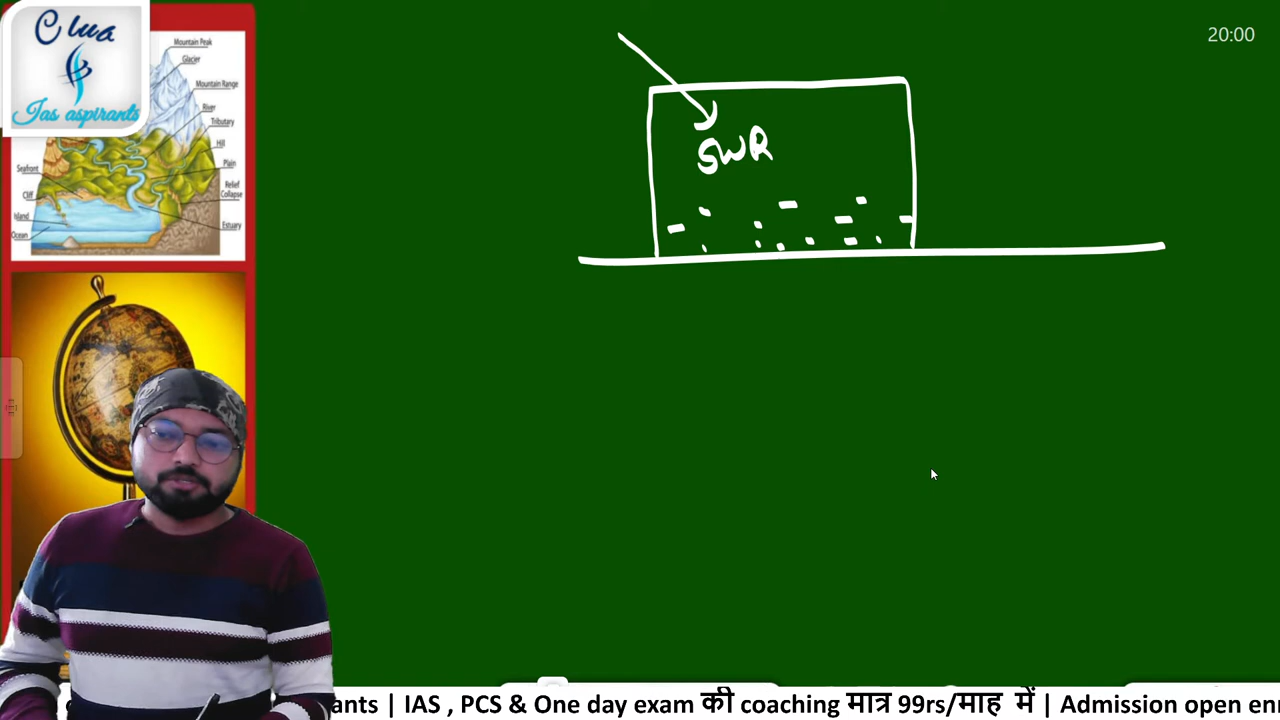 Clua
Ias aspirants
Mountain Peak
Glacier
Mountain Range
River
Tributary
Hill
Plain
Relief
Collapse
Estuary
Seafront
Cliff
Island
Ocean
20:00
SWR
ants | IAS , PCS & One day exam की coaching मात्र 99rs/माह में | Admission open en